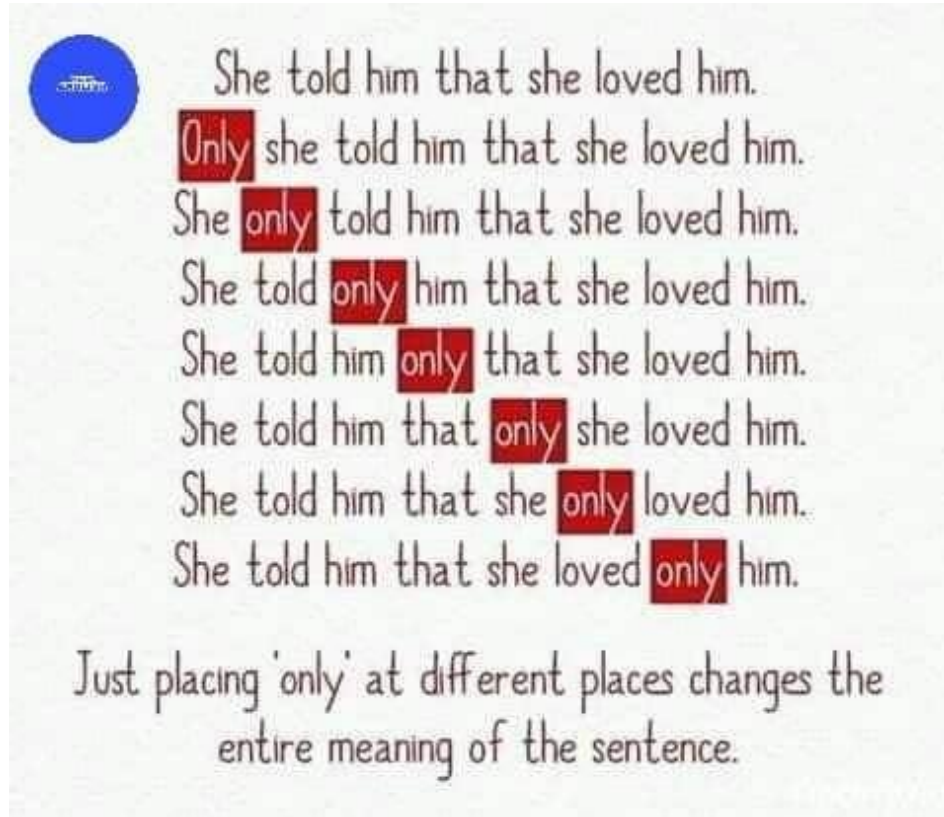 She told him that she loved him.
Only she told him that she loved him.
She only told him that she loved him.
She told only him that she loved him.
She told him only that she loved him.
She told him that only she loved him.
She told him that she only loved him.
She told him that she loved only him.
Just placing 'only' at different places changes the
entire meaning of the sentence.